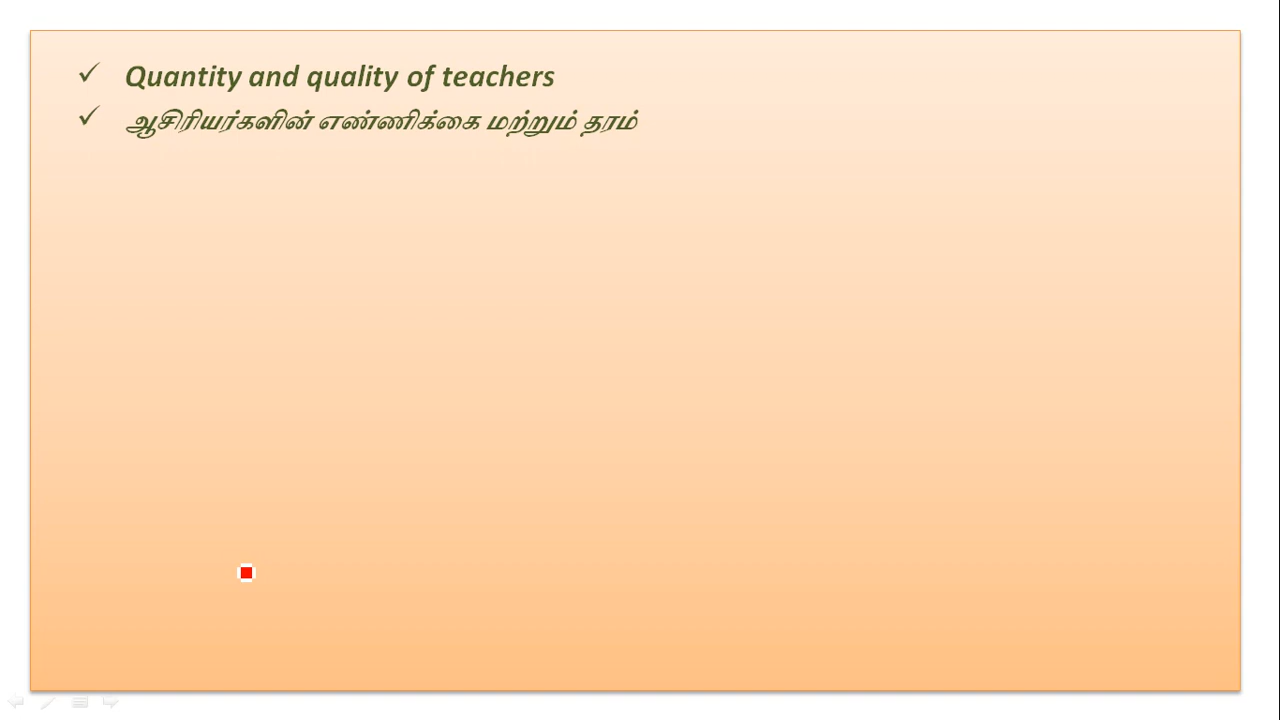 Quantity and quality of teachers
ஆசிரியர்களின் எண்ணிக்கை மற்றும் தரம்